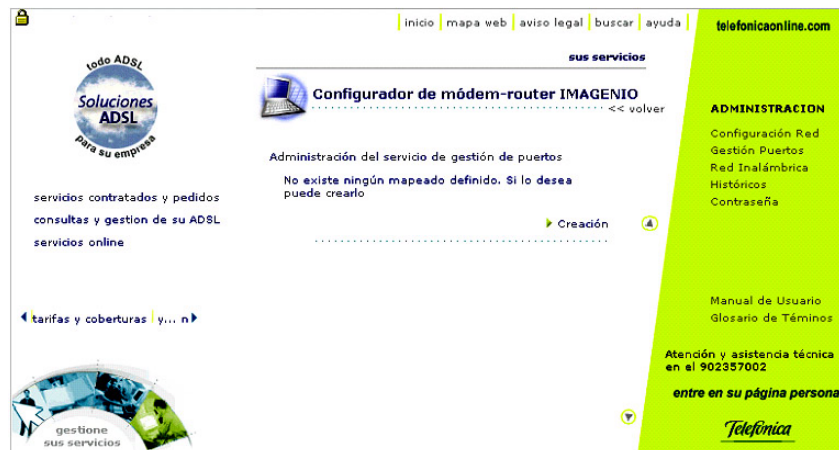 inicio mapa web aviso legal buscar ayuda
telefonicaonline.com
sus servicios
todo ADSL
Soluciones
ADSL
para su empresa
Configurador de módem-router IMAGENIO
<< volver
Administración del servicio de gestión de puertos
No existe ningún mapeado definido. Si lo desea
puede crearlo
Creación
servicios contratados y pedidos
consultas y gestion de su ADSL
servicios online
tarifas y coberturas y... n
gestione
sus servicios
ADMINISTRACION
Configuración Red
Gestión Puertos
Red Inalámbrica
Históricos
Contraseña
Manual de Usuario
Glosario de Téminos
Atención y asistencia técnica
en el 902357002
entre en su página persona
Telefónica